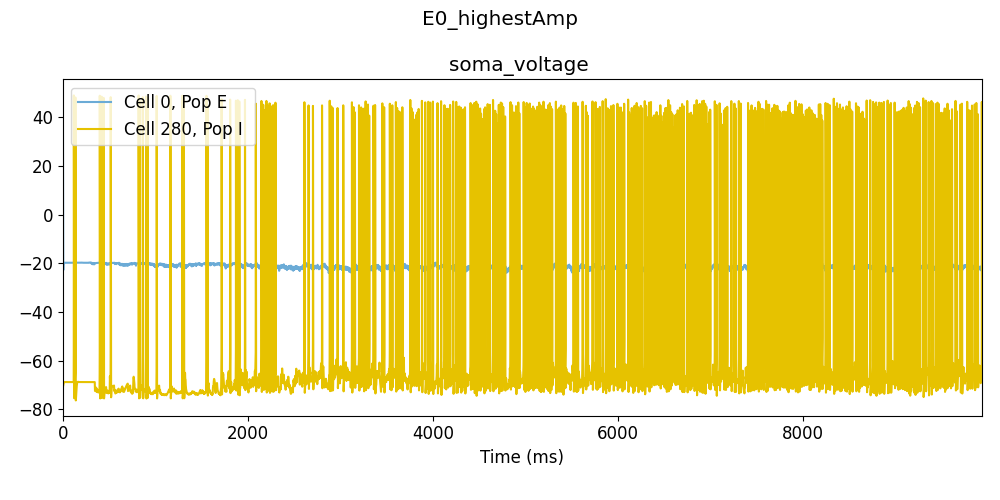 E0_highestAmp
soma_voltage
Cell 0, Pop E
Cell 280, Pop I
40
20
0
−20
−40
−60
−80
0 2000 4000 6000 8000
Time (ms)